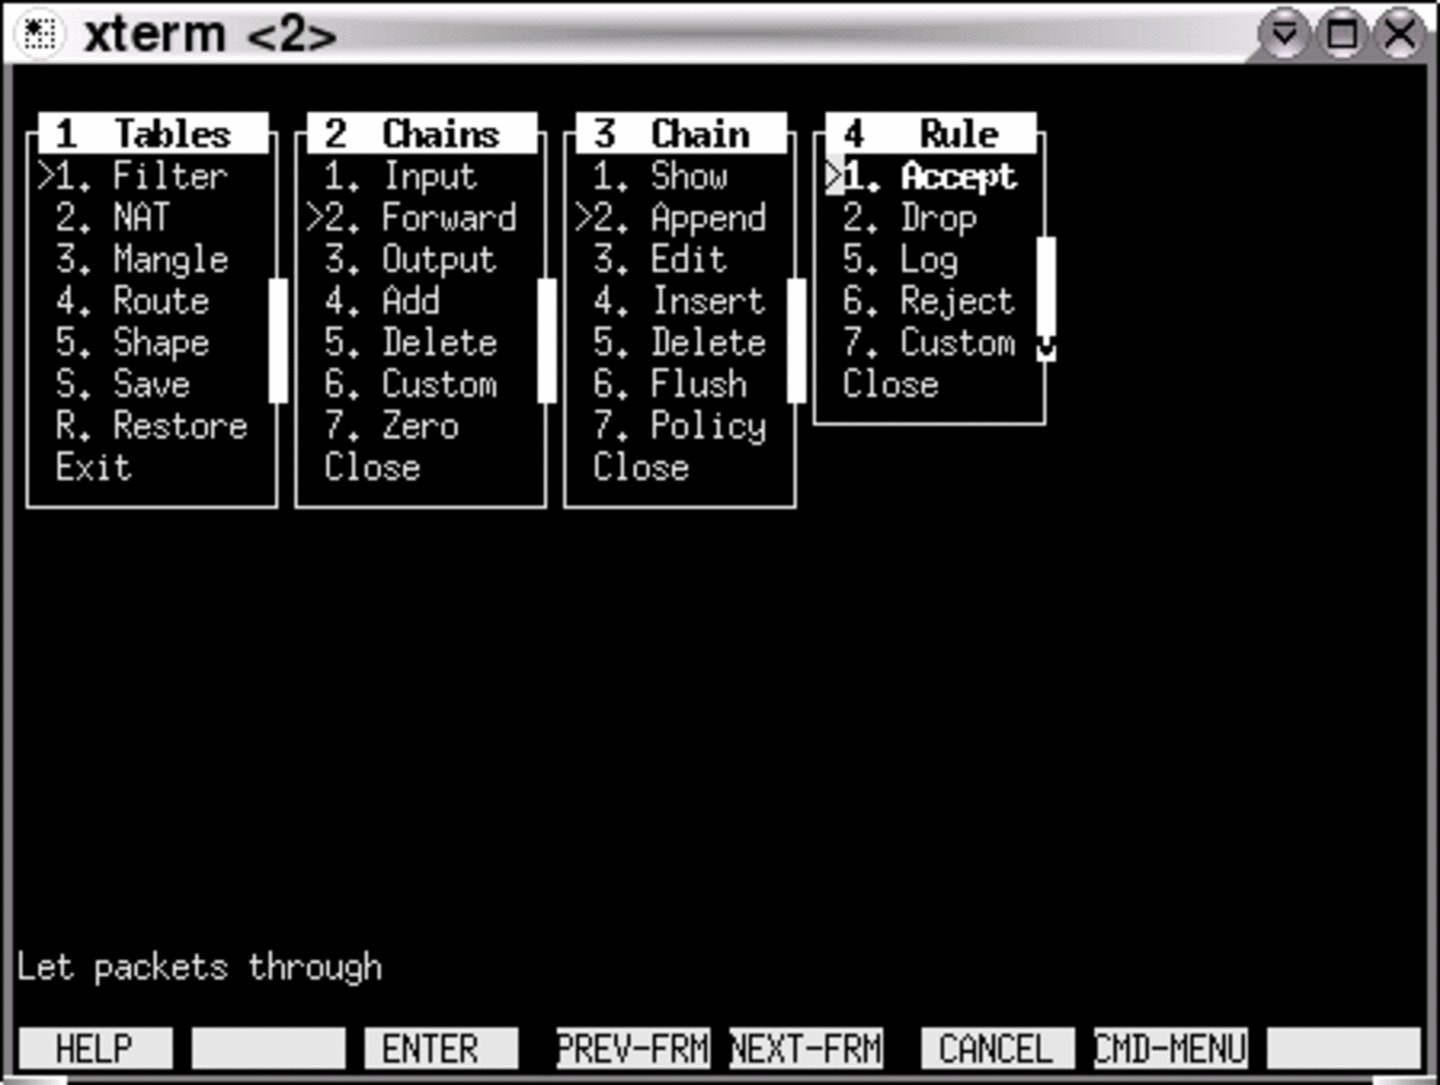 xterm <2>
1 Tables
>1. Filter
2. NAT
3. Mangle
4. Route
5. Shape
S. Save
R. Restore
Exit
2 Chains
1. Input
>2. Forward
3. Output
4. Add
5. Delete
6. Custom
7. Zero
Close
3 Chain
1. Show
>2. Append
3. Edit
4. Insert
5. Delete
6. Flush
7. Policy
Close
4 Rule
>1. Accept
2. Drop
5. Log
6. Reject
7. Custom
Close
Let packets through
HELP ENTER PREV-FRM NEXT-FRM CANCEL CMD-MENU